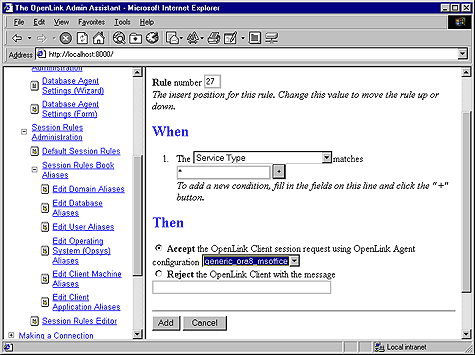 The OpenLink Admin Assistant - Microsoft Internet Explorer
File Edit View Favorites Tools Help
Address http://localhost:8000/
Administration
Database Agent
Settings (Wizard)
Database Agent
Settings (Form)
Session Rules
Administration
Default Session Rules
Session Rules Book
Aliases
Edit Domain Aliases
Edit Database
Aliases
Edit User Aliases
Edit Operating
System (Opsys) Aliases
Edit Client Machine
Aliases
Edit Client
Application Aliases
Session Rules Editor
Making a Connection
Rule number 27
The insert position for this rule. Change this value to move the rule up or
down.
When
1. The Service Type matches
* +
To add a new condition, fill in the fields on this line and click the "+"
button.
Then
Accept the OpenLink Client session request using OpenLink Agent
configuration generic_ora8_msoffice
Reject the OpenLink Client with the message
Add Cancel
Local intranet